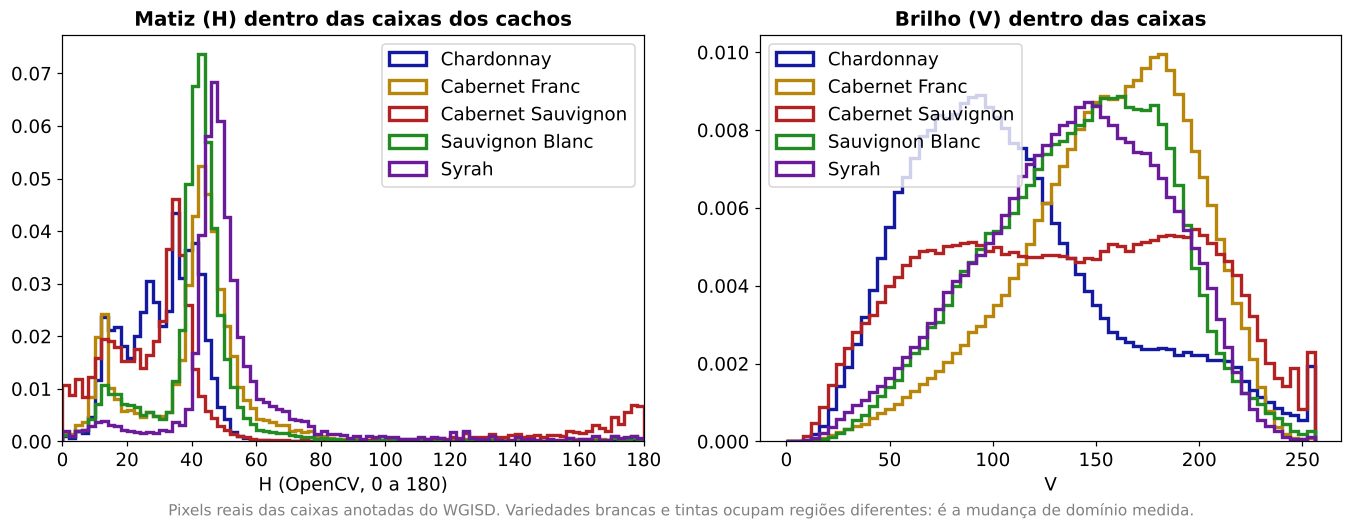 Matiz (H) dentro das caixas dos cachos
0.07
0.06
0.05
0.04
0.03
0.02
0.01
0.00
Chardonnay
Cabernet Franc
Cabernet Sauvignon
Sauvignon Blanc
Syrah
0 20 40 60 80 100 120 140 160 180
H (OpenCV, 0 a 180)
Brilho (V) dentro das caixas
0.010
0.008
0.006
0.004
0.002
0.000
Chardonnay
Cabernet Franc
Cabernet Sauvignon
Sauvignon Blanc
Syrah
0 50 100 150 200 250
V
Pixels reais das caixas anotadas do WGISD. Variedades brancas e tintas ocupam regiões diferentes: é a mudança de domínio medida.